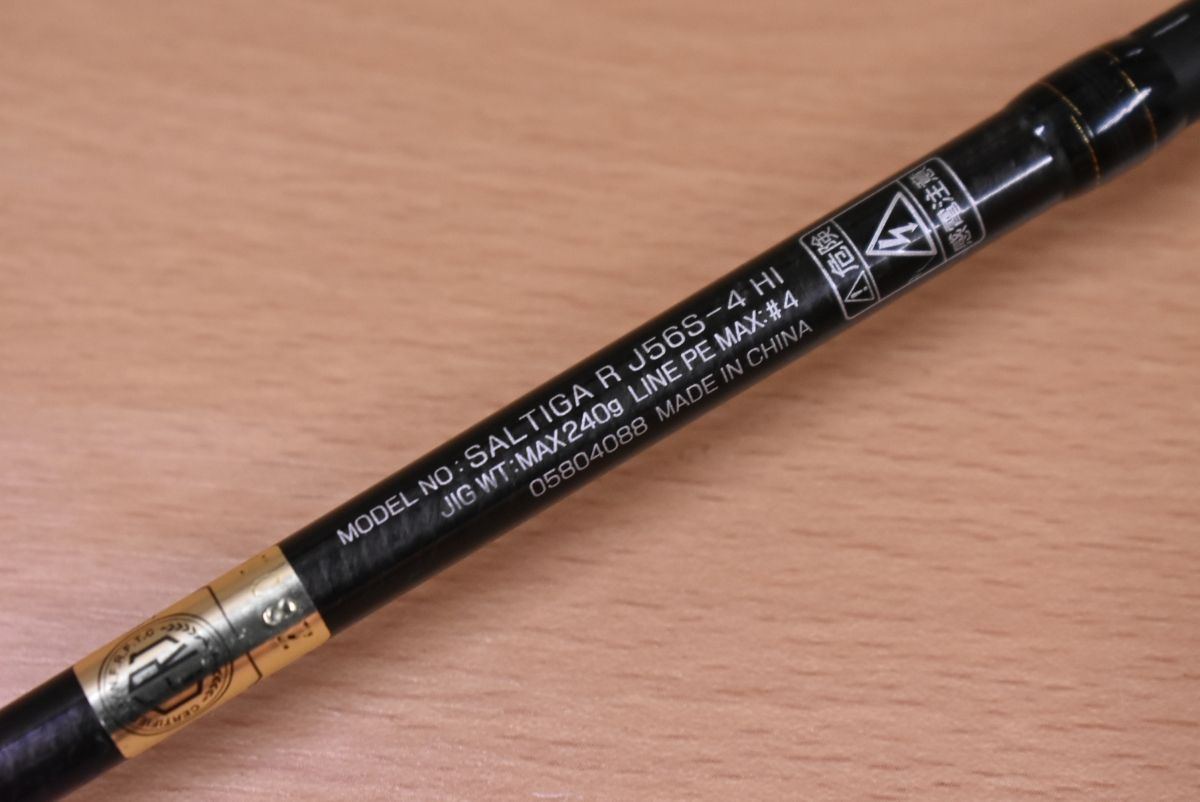 MODEL NO : SALTIGA R J56S-4 HI
JIG WT : MAX240g LINE PE MAX:#4
05804088 MADE IN CHINA
危険
感電注意